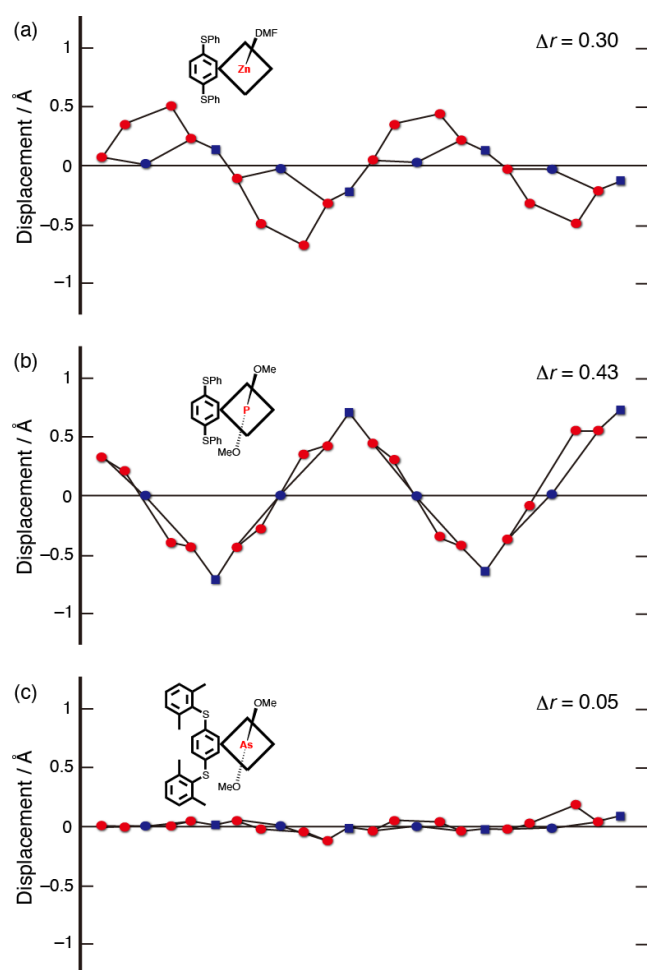 (a)
Δr = 0.30
SPh
DMF
Zn
SPh
1
0.5
0
−0.5
−1
Displacement / Å
(b)
Δr = 0.43
SPh
OMe
P
SPh
MeO
1
0.5
0
−0.5
−1
Displacement / Å
(c)
Δr = 0.05
S
OMe
As
S
MeO
1
0.5
0
−0.5
−1
Displacement / Å